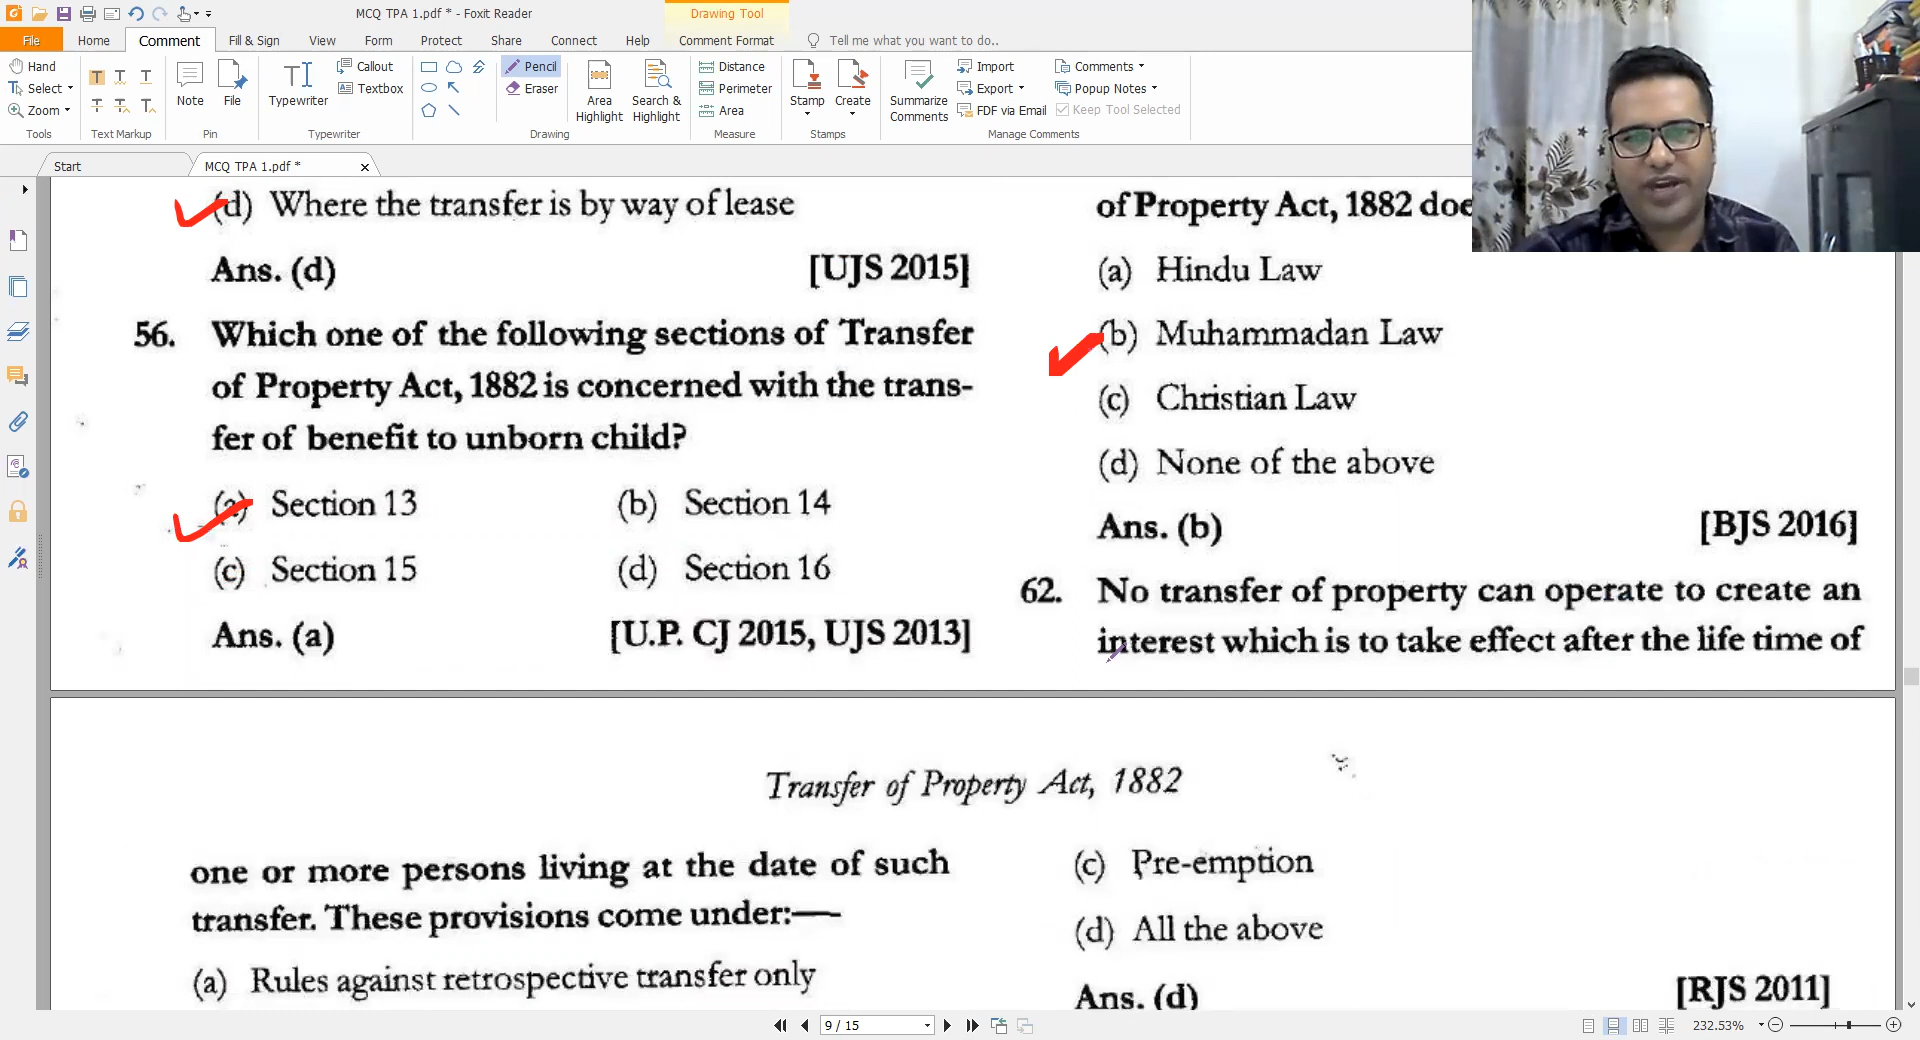 MCQ TPA 1.pdf * - Foxit Reader
Drawing Tool
File
Home
Comment
Fill & Sign
View
Form
Protect
Share
Connect
Help
Comment Format
Tell me what you want to do..
Hand
Select
Zoom
Tools
Text Markup
Note
File
Pin
Typewriter
Callout
Textbox
Typewriter
Pencil
Eraser
Drawing
Area Highlight
Search & Highlight
Distance
Perimeter
Area
Measure
Stamp
Create
Stamps
Summarize Comments
Import
Export
FDF via Email
Comments
Popup Notes
Keep Tool Selected
Manage Comments
Start
MCQ TPA 1.pdf *
(d) Where the transfer is by way of lease
Ans. (d) [UJS 2015]
56. Which one of the following sections of Transfer
of Property Act, 1882 is concerned with the trans-
fer of benefit to unborn child?
(a) Section 13 (b) Section 14
(c) Section 15 (d) Section 16
Ans. (a) [U.P. CJ 2015, UJS 2013]
of Property Act, 1882 doe
(a) Hindu Law
(b) Muhammadan Law
(c) Christian Law
(d) None of the above
Ans. (b) [BJS 2016]
62. No transfer of property can operate to create an
interest which is to take effect after the life time of
Transfer of Property Act, 1882
one or more persons living at the date of such
transfer. These provisions come under:—
(a) Rules against retrospective transfer only
(c) Pre-emption
(d) All the above
Ans. (d) [RJS 2011]
9 / 15
232.53%